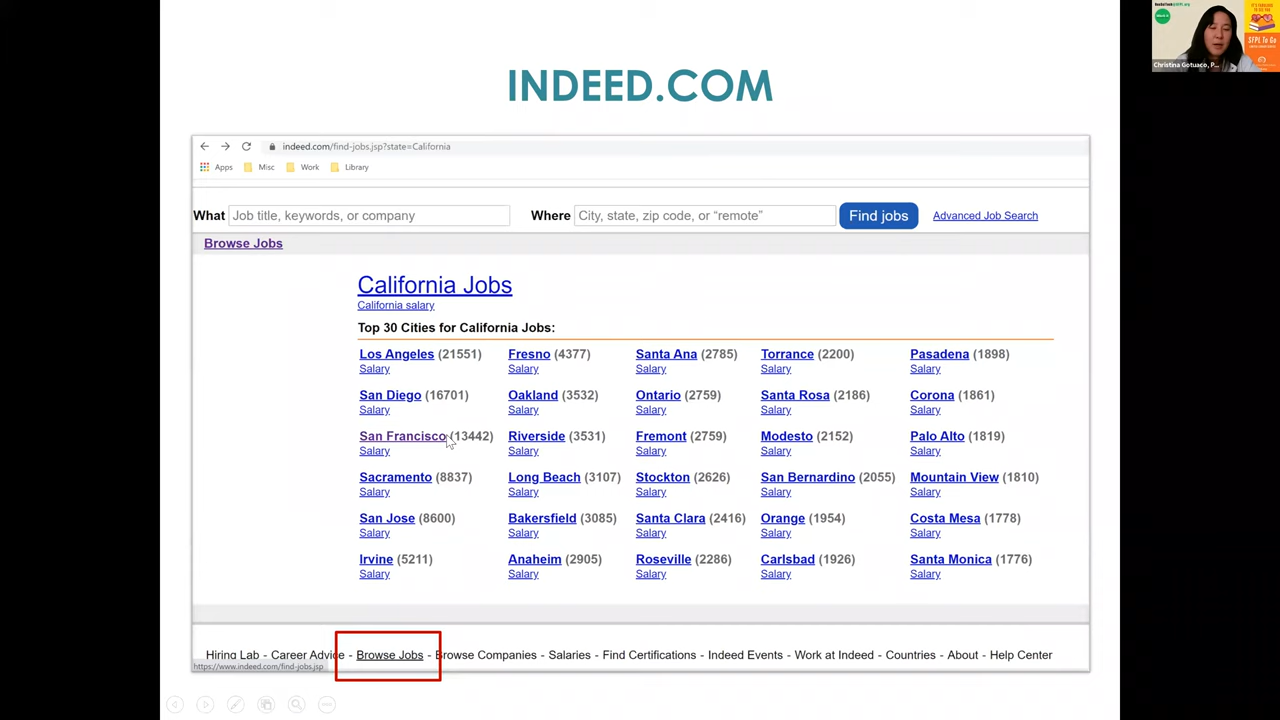 INDEED.COM
indeed.com/find-jobs.jsp?state=California
Apps Misc Work Library
What Job title, keywords, or company Where City, state, zip code, or “remote” Find jobs Advanced Job Search
Browse Jobs
California Jobs
California salary
Top 30 Cities for California Jobs:
Los Angeles (21551) Fresno (4377) Santa Ana (2785) Torrance (2200) Pasadena (1898)
Salary Salary Salary Salary Salary
San Diego (16701) Oakland (3532) Ontario (2759) Santa Rosa (2186) Corona (1861)
Salary Salary Salary Salary Salary
San Francisco (13442) Riverside (3531) Fremont (2759) Modesto (2152) Palo Alto (1819)
Salary Salary Salary Salary Salary
Sacramento (8837) Long Beach (3107) Stockton (2626) San Bernardino (2055) Mountain View (1810)
Salary Salary Salary Salary Salary
San Jose (8600) Bakersfield (3085) Santa Clara (2416) Orange (1954) Costa Mesa (1778)
Salary Salary Salary Salary Salary
Irvine (5211) Anaheim (2905) Roseville (2286) Carlsbad (1926) Santa Monica (1776)
Salary Salary Salary Salary Salary
Hiring Lab - Career Advice - Browse Jobs - Browse Companies - Salaries - Find Certifications - Indeed Events - Work at Indeed - Countries - About - Help Center
https://www.indeed.com/find-jobs.jsp
SFPL To Go
Christina Gotuaco, P...